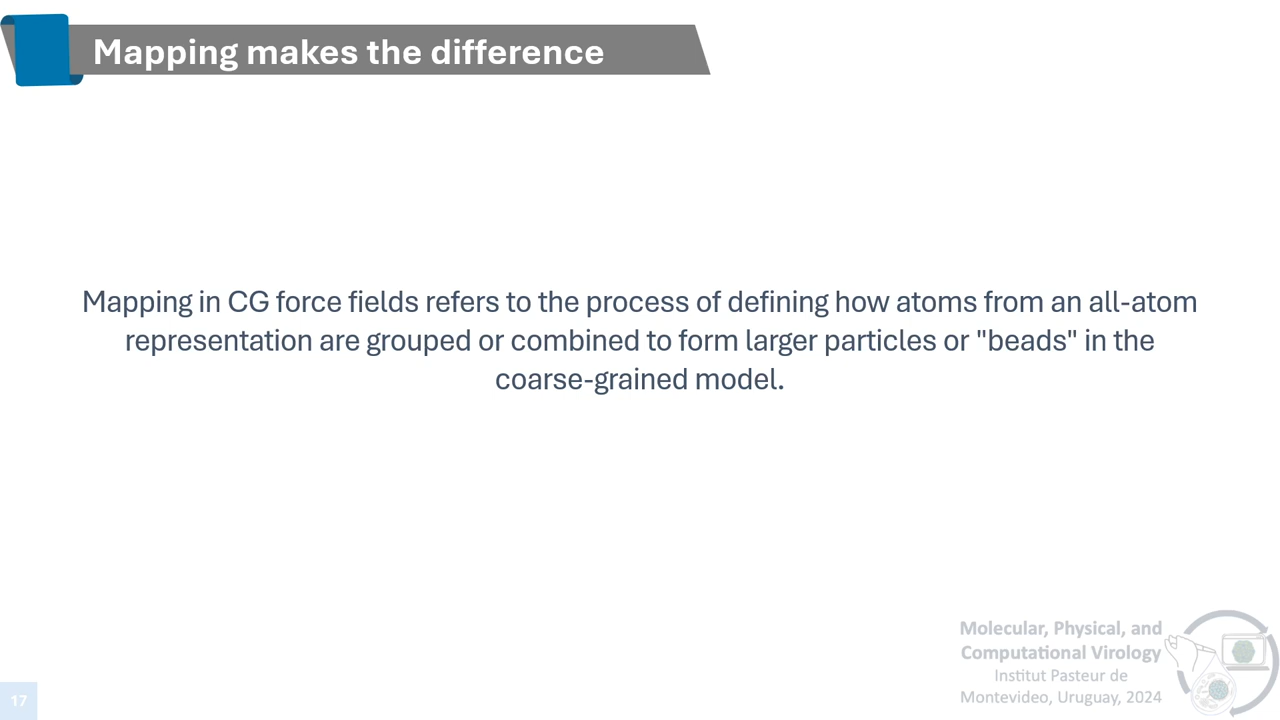 Mapping makes the difference
Mapping in CG force fields refers to the process of defining how atoms from an all-atom
representation are grouped or combined to form larger particles or "beads" in the
coarse-grained model.
Molecular, Physical, and
Computational Virology
Institut Pasteur de
Montevideo, Uruguay, 2024
17